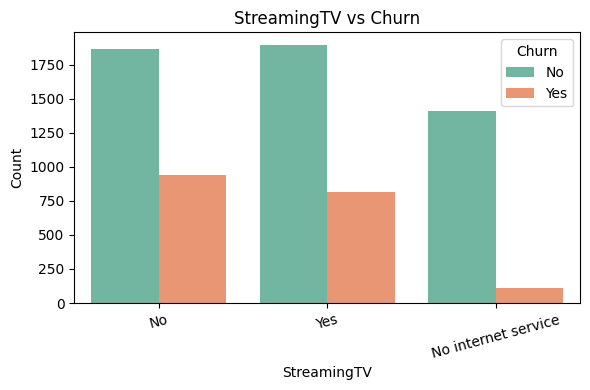 StreamingTV vs Churn
Churn
No
Yes
Count
1750
1500
1250
1000
750
500
250
0
No
Yes
No internet service
StreamingTV